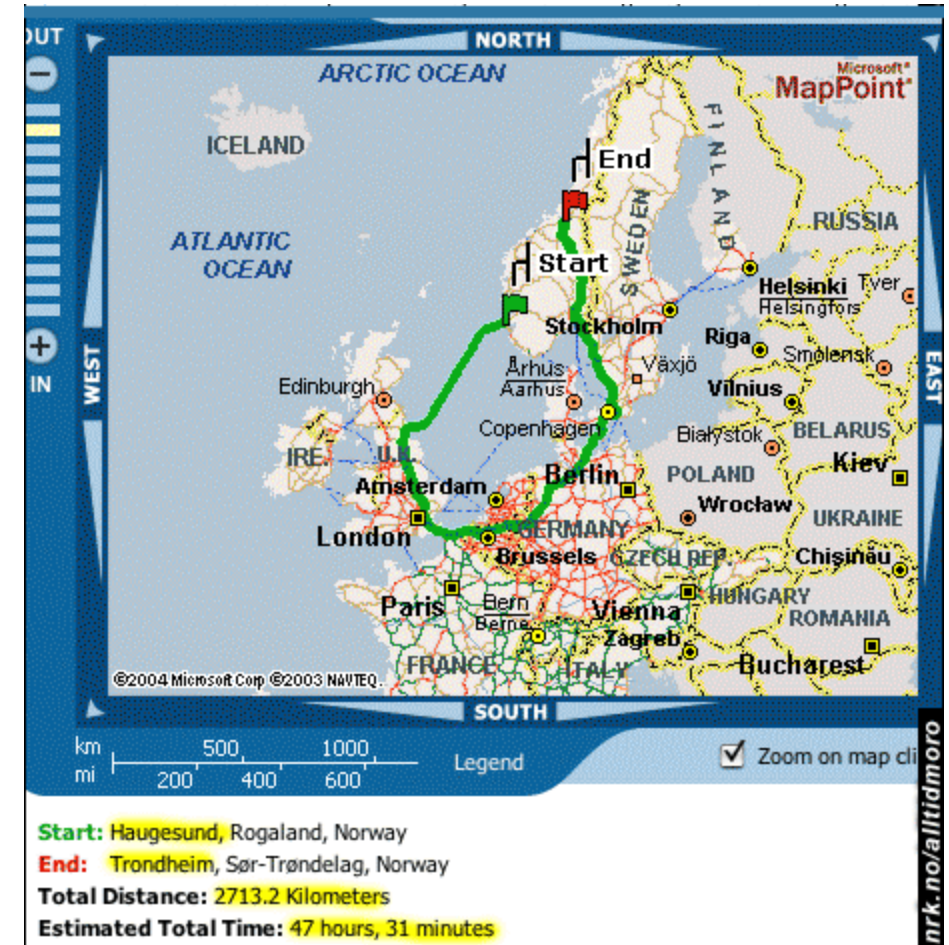 OUT
NORTH
ARCTIC OCEAN
Microsoft®
MapPoint®
ICELAND
FINLAND
End
RUSSIA
SWEDEN
ATLANTIC
OCEAN
Start
Helsinki
Helsingfors
Tver
Stockholm
Riga
Smolensk
IN
WEST
EAST
Århus
Aarhus
Växjö
Edinburgh
Vilnius
Copenhagen
Białystok
BELARUS
IRE.
U.K.
Kiev
Amsterdam
Berlin
POLAND
Wrocław
UKRAINE
London
GERMANY
Brussels
CZECH REP.
Chișinău
Paris
Bern
Berne
Vienna
HUNGARY
ROMANIA
Zagreb
FRANCE
ITALY
Bucharest
©2004 Microsoft Corp ©2003 NAVTEQ.
SOUTH
km 500 1000
mi 200 400 600
Legend
Zoom on map cli
Start: Haugesund, Rogaland, Norway
End: Trondheim, Sør-Trøndelag, Norway
Total Distance: 2713.2 Kilometers
Estimated Total Time: 47 hours, 31 minutes
nrk.no/alltidmoro